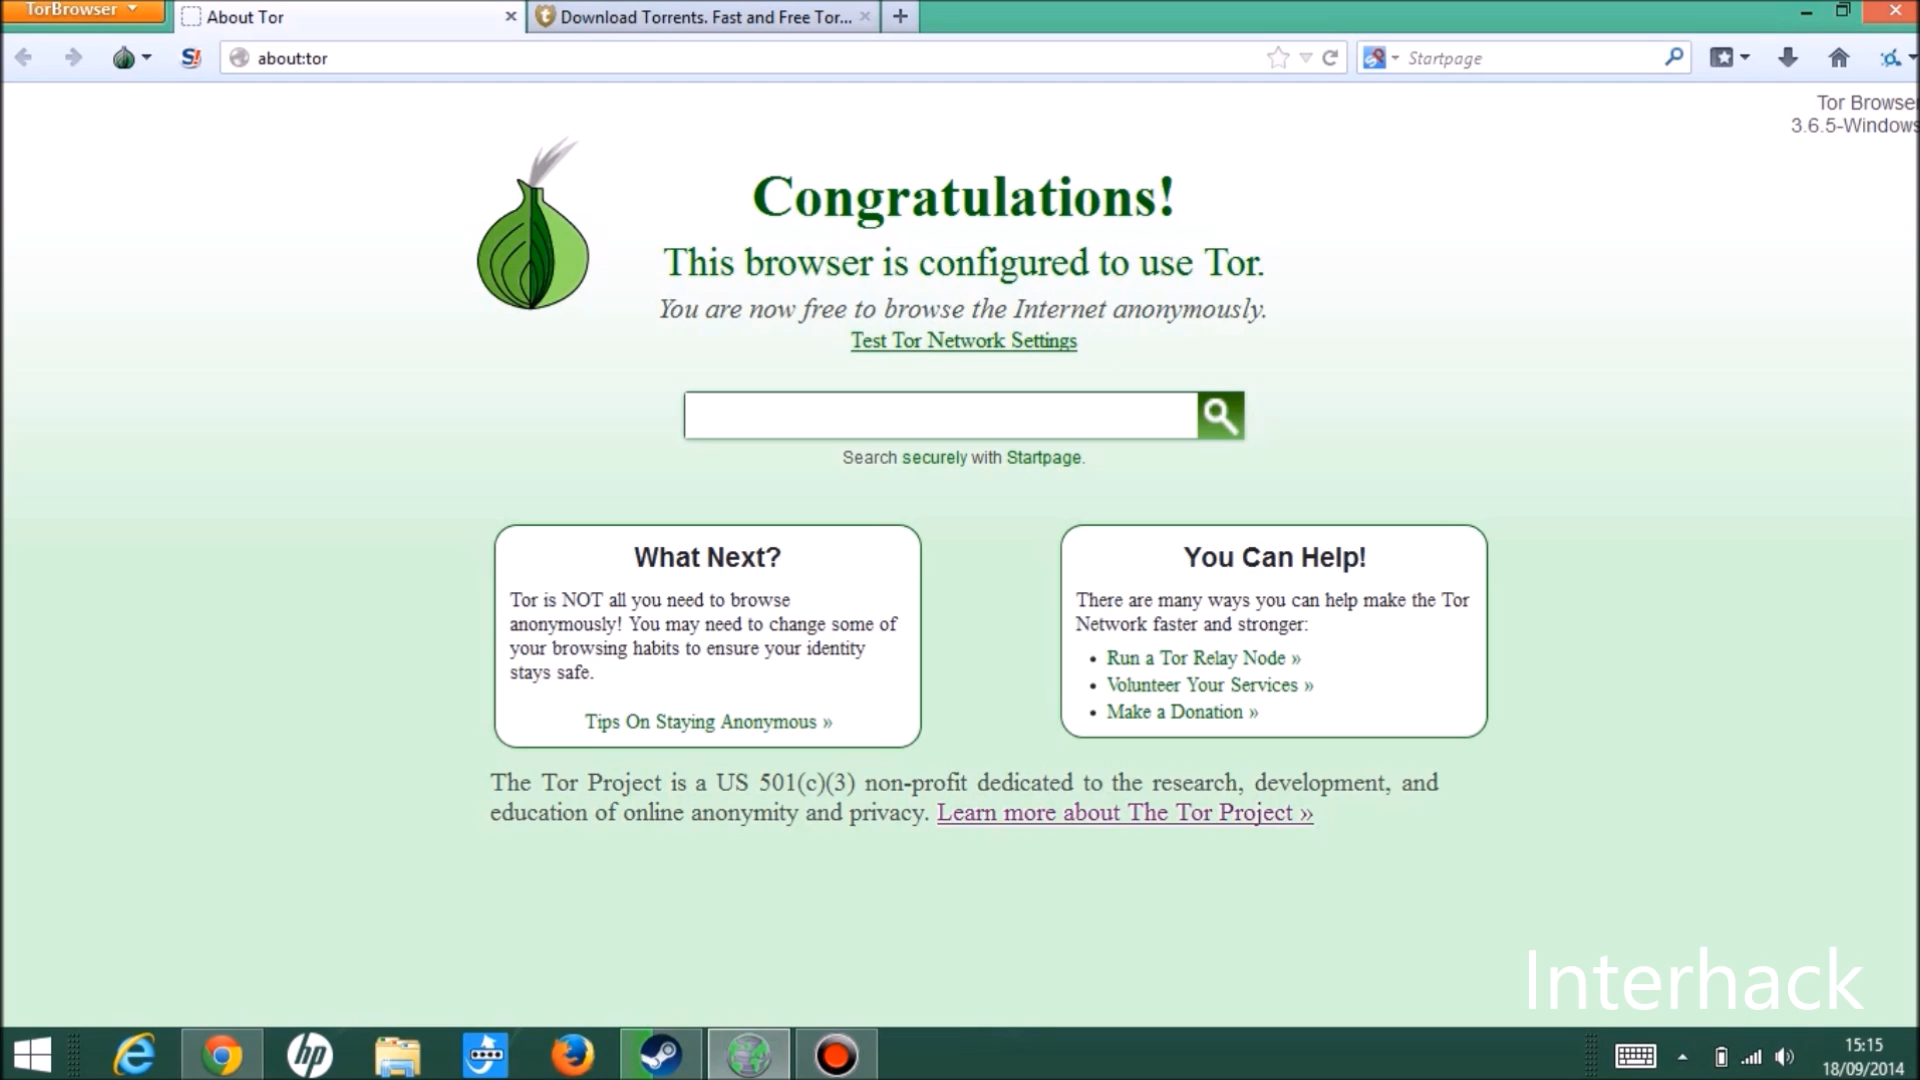 TorBrowser
About Tor
Download Torrents. Fast and Free Tor...
S!
about:tor
Startpage
Tor Browser
3.6.5-Windows
Congratulations!
This browser is configured to use Tor.
You are now free to browse the Internet anonymously.
Test Tor Network Settings
Search securely with Startpage.
What Next?
Tor is NOT all you need to browse
anonymously! You may need to change some of
your browsing habits to ensure your identity
stays safe.
Tips On Staying Anonymous »
You Can Help!
There are many ways you can help make the Tor
Network faster and stronger:
• Run a Tor Relay Node »
• Volunteer Your Services »
• Make a Donation »
The Tor Project is a US 501(c)(3) non-profit dedicated to the research, development, and
education of online anonymity and privacy. Learn more about The Tor Project »
Interhack
hp
15:15
18/09/2014